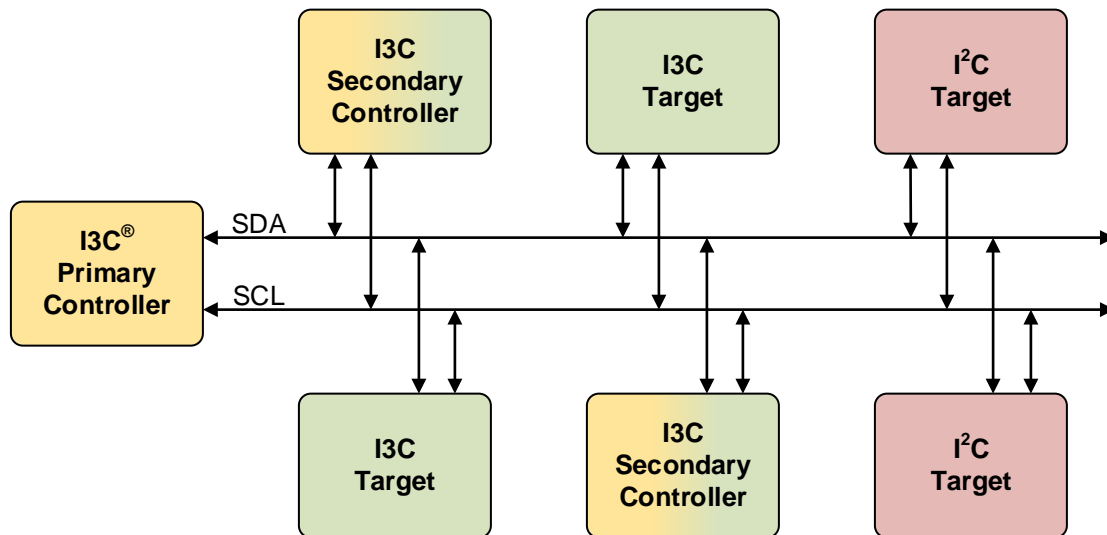 I3C
Secondary
Controller
I3C
Target
I²C
Target
I3C®
Primary
Controller
SDA
SCL
I3C
Target
I3C
Secondary
Controller
I²C
Target